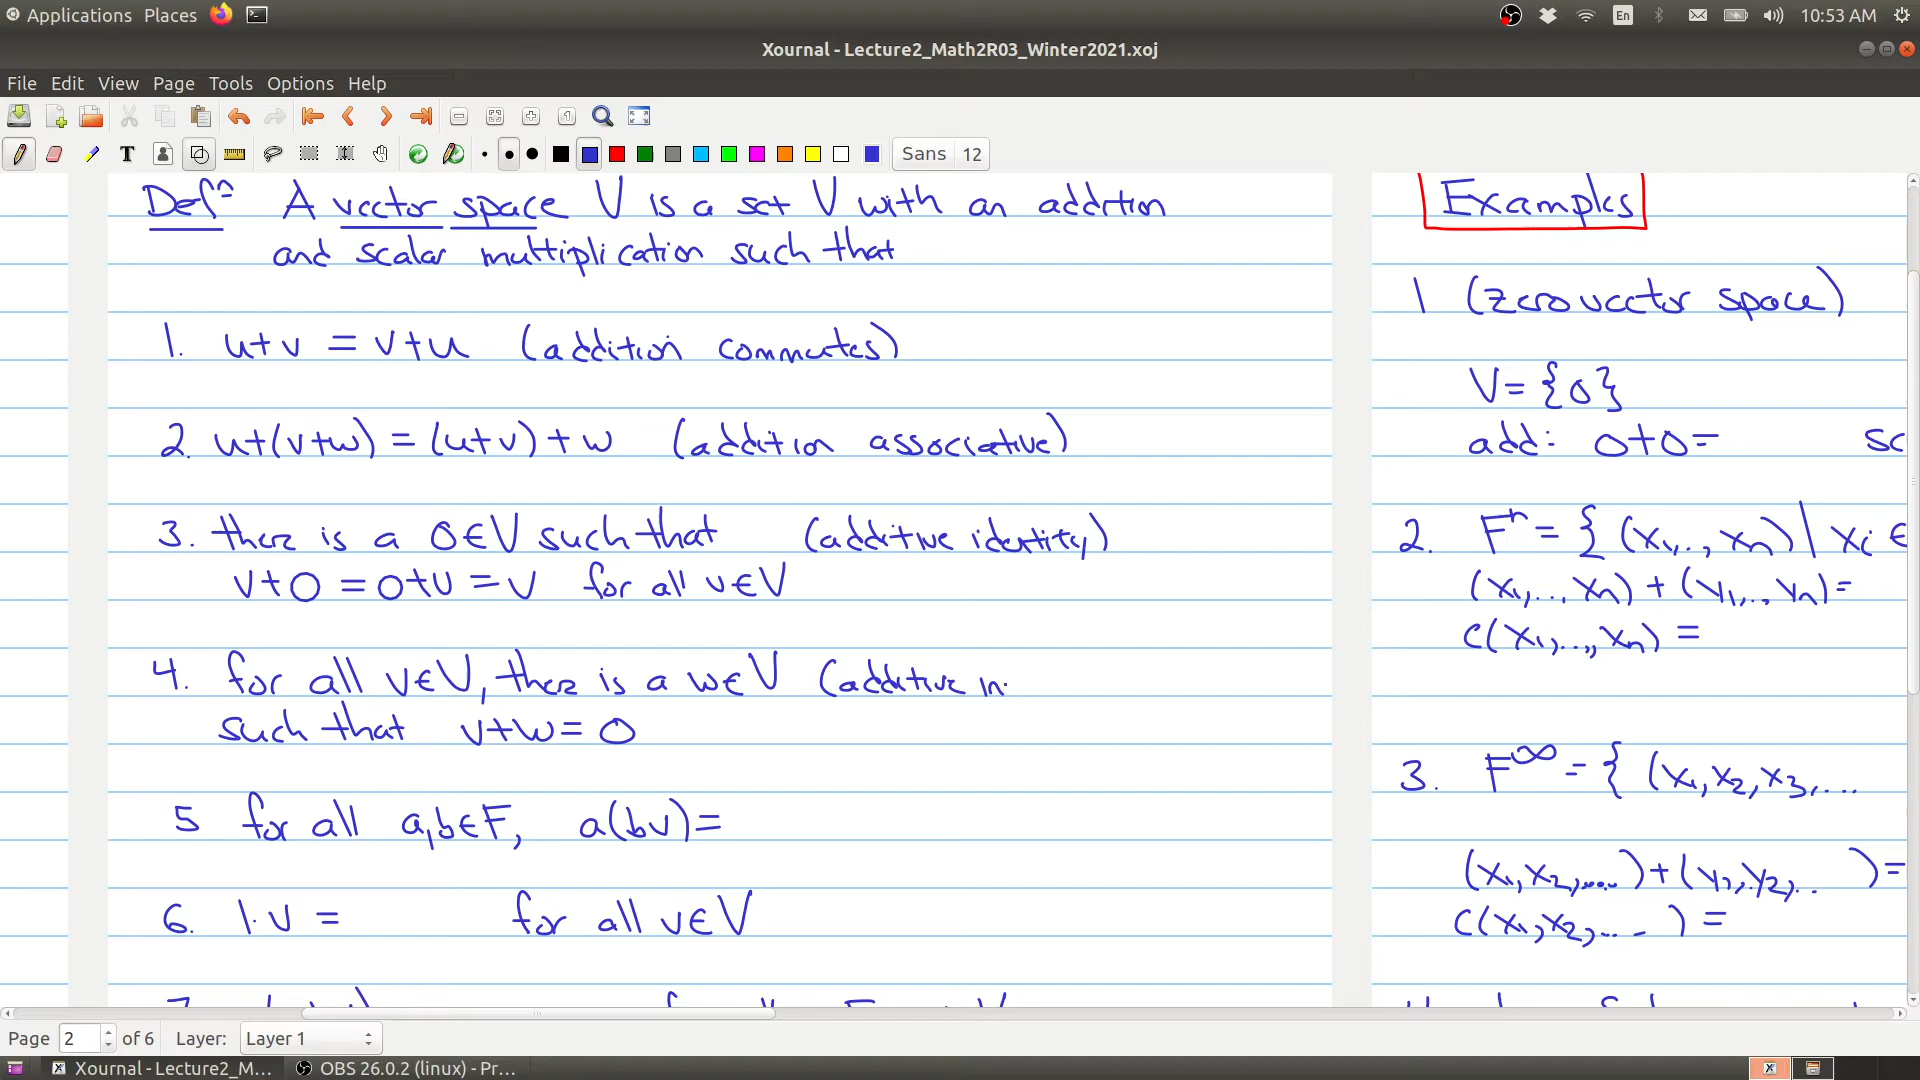 Applications Places En 10:53 AM
Xournal - Lecture2_Math2R03_Winter2021.xoj
File Edit View Page Tools Options Help
T Sans 12
Defn A vector space V is a set V with an addition
and scalar multiplication such that
1. u+v = v+u (addition commutes)
2. u+(v+w) = (u+v)+w (addition associative)
3. there is a 0∈V such that (additive identity)
v+0 = 0+v = v for all v∈V
4. for all v∈V, there is a w∈V (additive in
such that v+w = 0
5 for all a,b∈F, a(bv)=
6. 1·v = for all v∈V
7.
Examples
1 (zero vector space)
V = {0}
add: 0+0= sc
2. Fⁿ = { (x₁,..,xₙ) | xᵢ ∈
(x₁,..,xₙ) + (y₁,..,yₙ)=
c(x₁,..,xₙ) =
3. F^∞ = { (x₁,x₂,x₃,...
(x₁,x₂,....)+(y₁,y₂,.. )=
c(x₁,x₂,... ) =
Page 2 of 6 Layer: Layer 1
Xournal - Lecture2_M... OBS 26.0.2 (linux) - Pr...